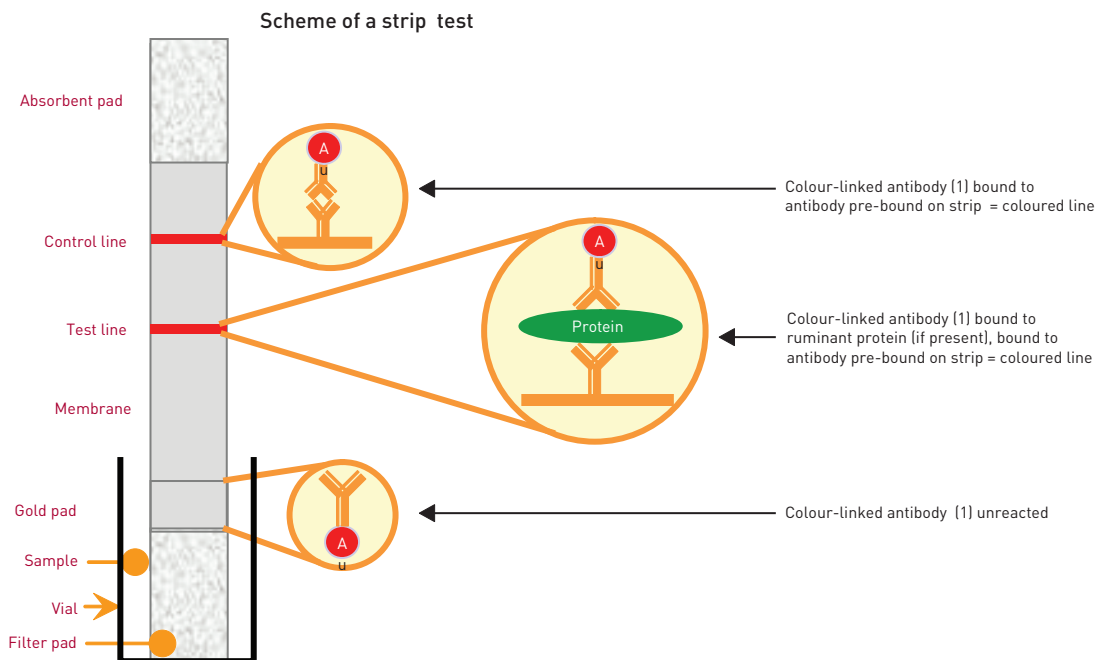 Scheme of a strip test
Absorbent pad
A
u
Colour-linked antibody (1) bound to
antibody pre-bound on strip = coloured line
Control line
A
u
Test line
Protein
Colour-linked antibody (1) bound to
ruminant protein (if present), bound to
antibody pre-bound on strip = coloured line
Membrane
Gold pad
Colour-linked antibody (1) unreacted
A
u
Sample
Vial
Filter pad